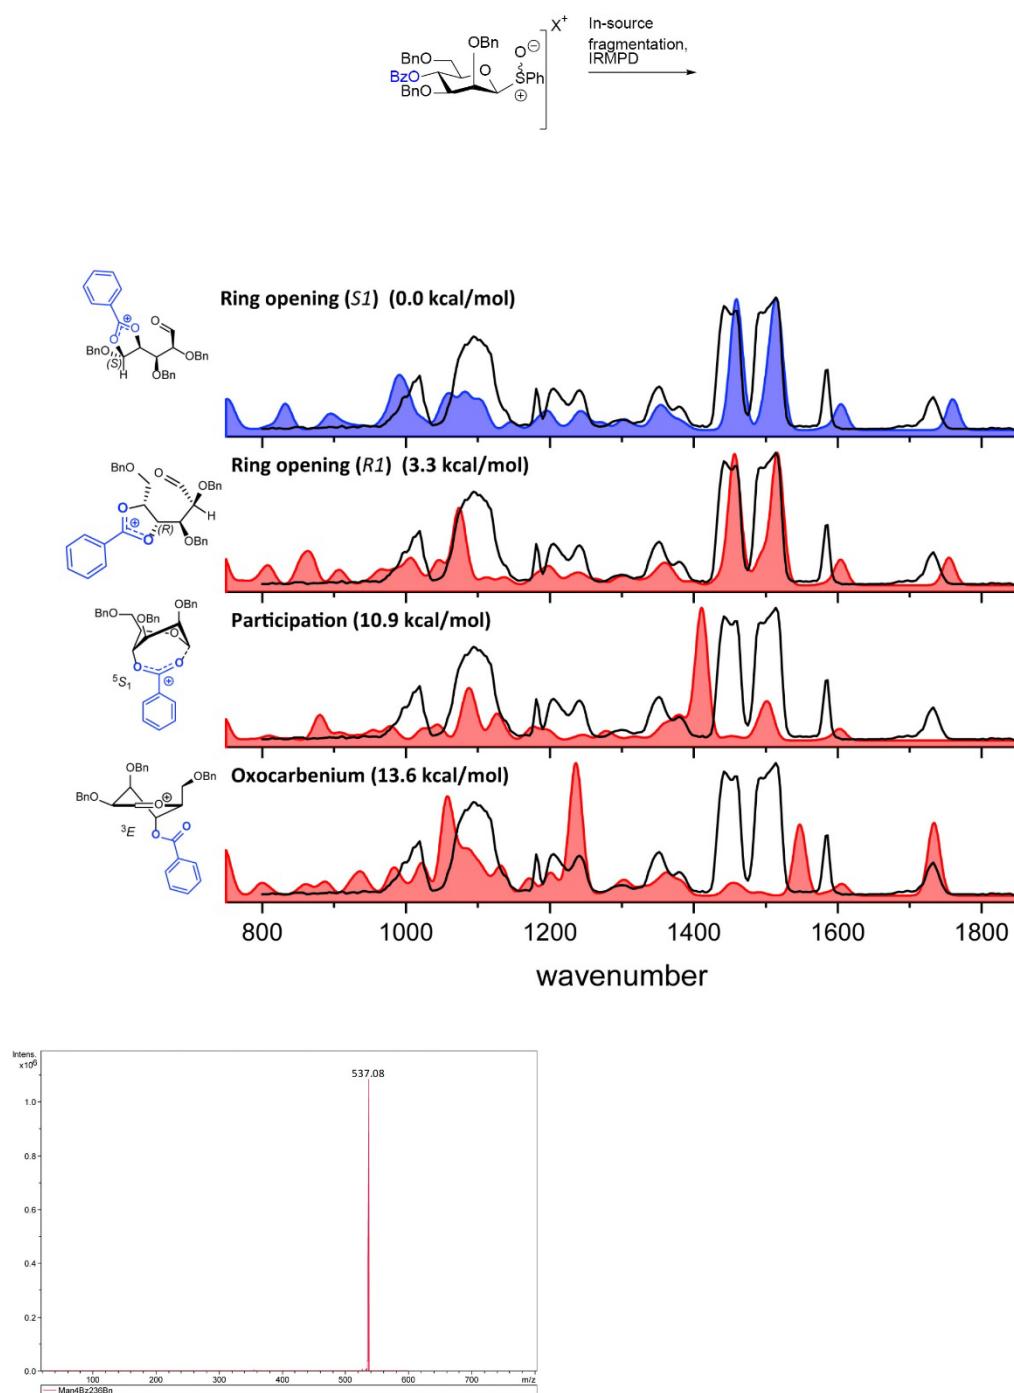 X+
In-source
fragmentation,
IRMPD
OBn
O⊖
BnO
BzO
BnO
O
SPh
⊕
Ring opening (S1) (0.0 kcal/mol)
O
O
O
BnO
(S)
H
OBn
OBn
Ring opening (R1) (3.3 kcal/mol)
BnO
O
OBn
O
H
(R)
O
OBn
Participation (10.9 kcal/mol)
OBn
BnO
OBn
O
O
O
5S1
Oxocarbenium (13.6 kcal/mol)
OBn
OBn
BnO
O
3E
O
O
800 1000 1200 1400 1600 1800
wavenumber
Intens.
x10^6
537.08
1.0
0.8
0.6
0.4
0.2
0.0
100 200 300 400 500 600 700 m/z
Man4Bz236Bn